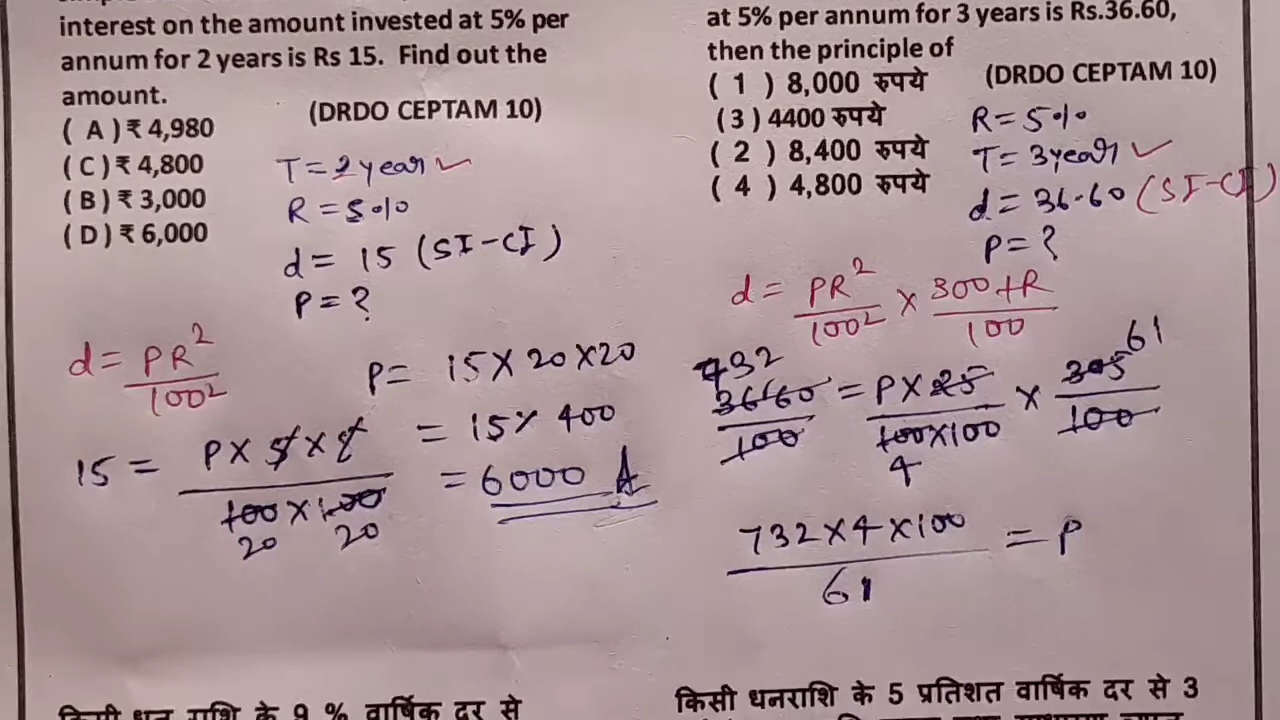 interest on the amount invested at 5% per
annum for 2 years is Rs 15. Find out the
amount.
(DRDO CEPTAM 10)
( A ) ₹ 4,980
( C ) ₹ 4,800
( B ) ₹ 3,000
( D ) ₹ 6,000
T = 2 year ✓
R = 5%
d = 15 (SI-CI)
P = ?
d = PR²/100²
15 = P×5×5/100×100
20 20
P = 15×20×20
= 15×400
= 6000 A
at 5% per annum for 3 years is Rs.36.60,
then the principle of
(DRDO CEPTAM 10)
( 1 ) 8,000 रुपये
( 3 ) 4400 रुपये
( 2 ) 8,400 रुपये
( 4 ) 4,800 रुपये
R = 5%
T = 3 year ✓
d = 36.60 (SI-CI)
P = ?
d = PR²/100² × 300+R/100
732 61
3660/100 = P×25/100×100 × 305/100
4
732×4×100/61 = P
किसी धन राशि के 9 % वार्षिक दर से
किसी धनराशि के 5 प्रतिशत वार्षिक दर से 3